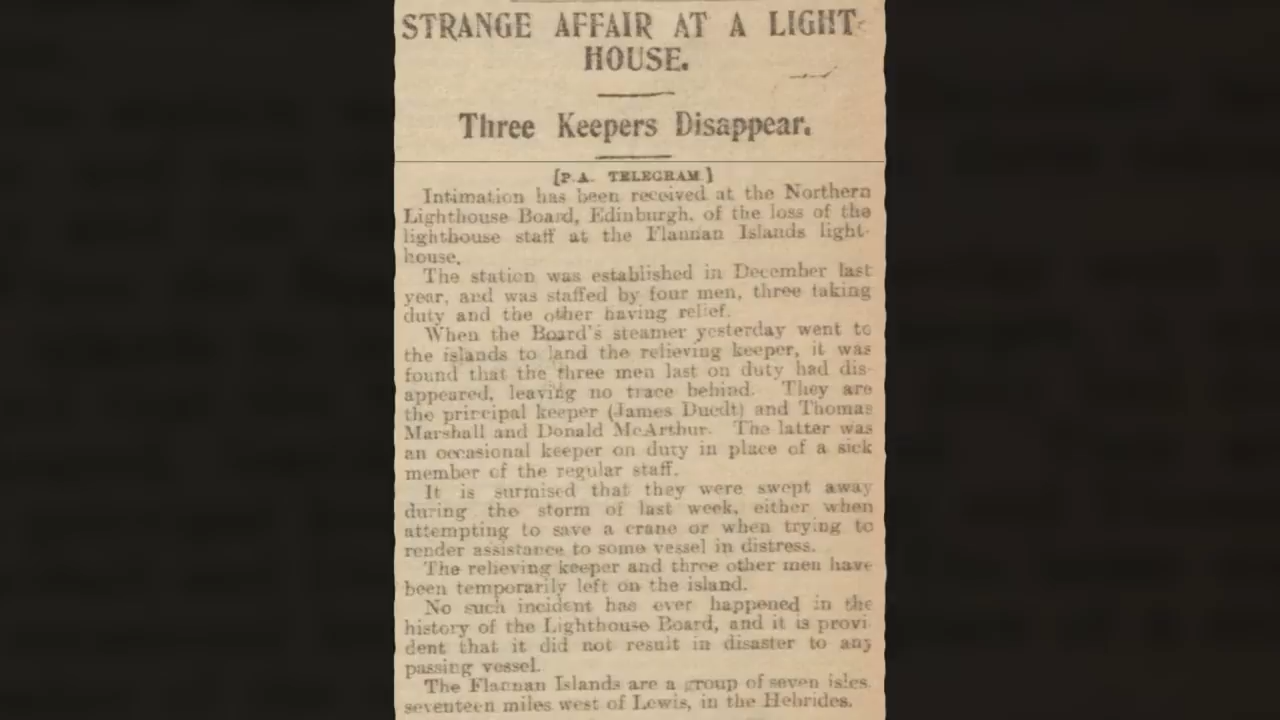 STRANGE AFFAIR AT A LIGHT-
HOUSE.
Three Keepers Disappear.
[P.A. TELEGRAM]
Intimation has been received at the Northern
Lighthouse Board, Edinburgh, of the loss of the
lighthouse staff at the Flannan Islands light-
house.
The station was established in December last
year, and was staffed by four men, three taking
duty and the other having relief.
When the Board's steamer yesterday went to
the islands to land the relieving keeper, it was
found that the three men last on duty had dis-
appeared, leaving no trace behind. They are
the principal keeper (James Ducdt) and Thomas
Marshall and Donald McArthur. The latter was
an occasional keeper on duty in place of a sick
member of the regular staff.
It is surmised that they were swept away
during the storm of last week, either when
attempting to save a crane or when trying to
render assistance to some vessel in distress.
The relieving keeper and three other men have
been temporarily left on the island.
No such incident has ever happened in the
history of the Lighthouse Board, and it is provi-
dent that it did not result in disaster to any
passing vessel.
The Flannan Islands are a group of seven isles,
seventeen miles west of Lewis, in the Hebrides.